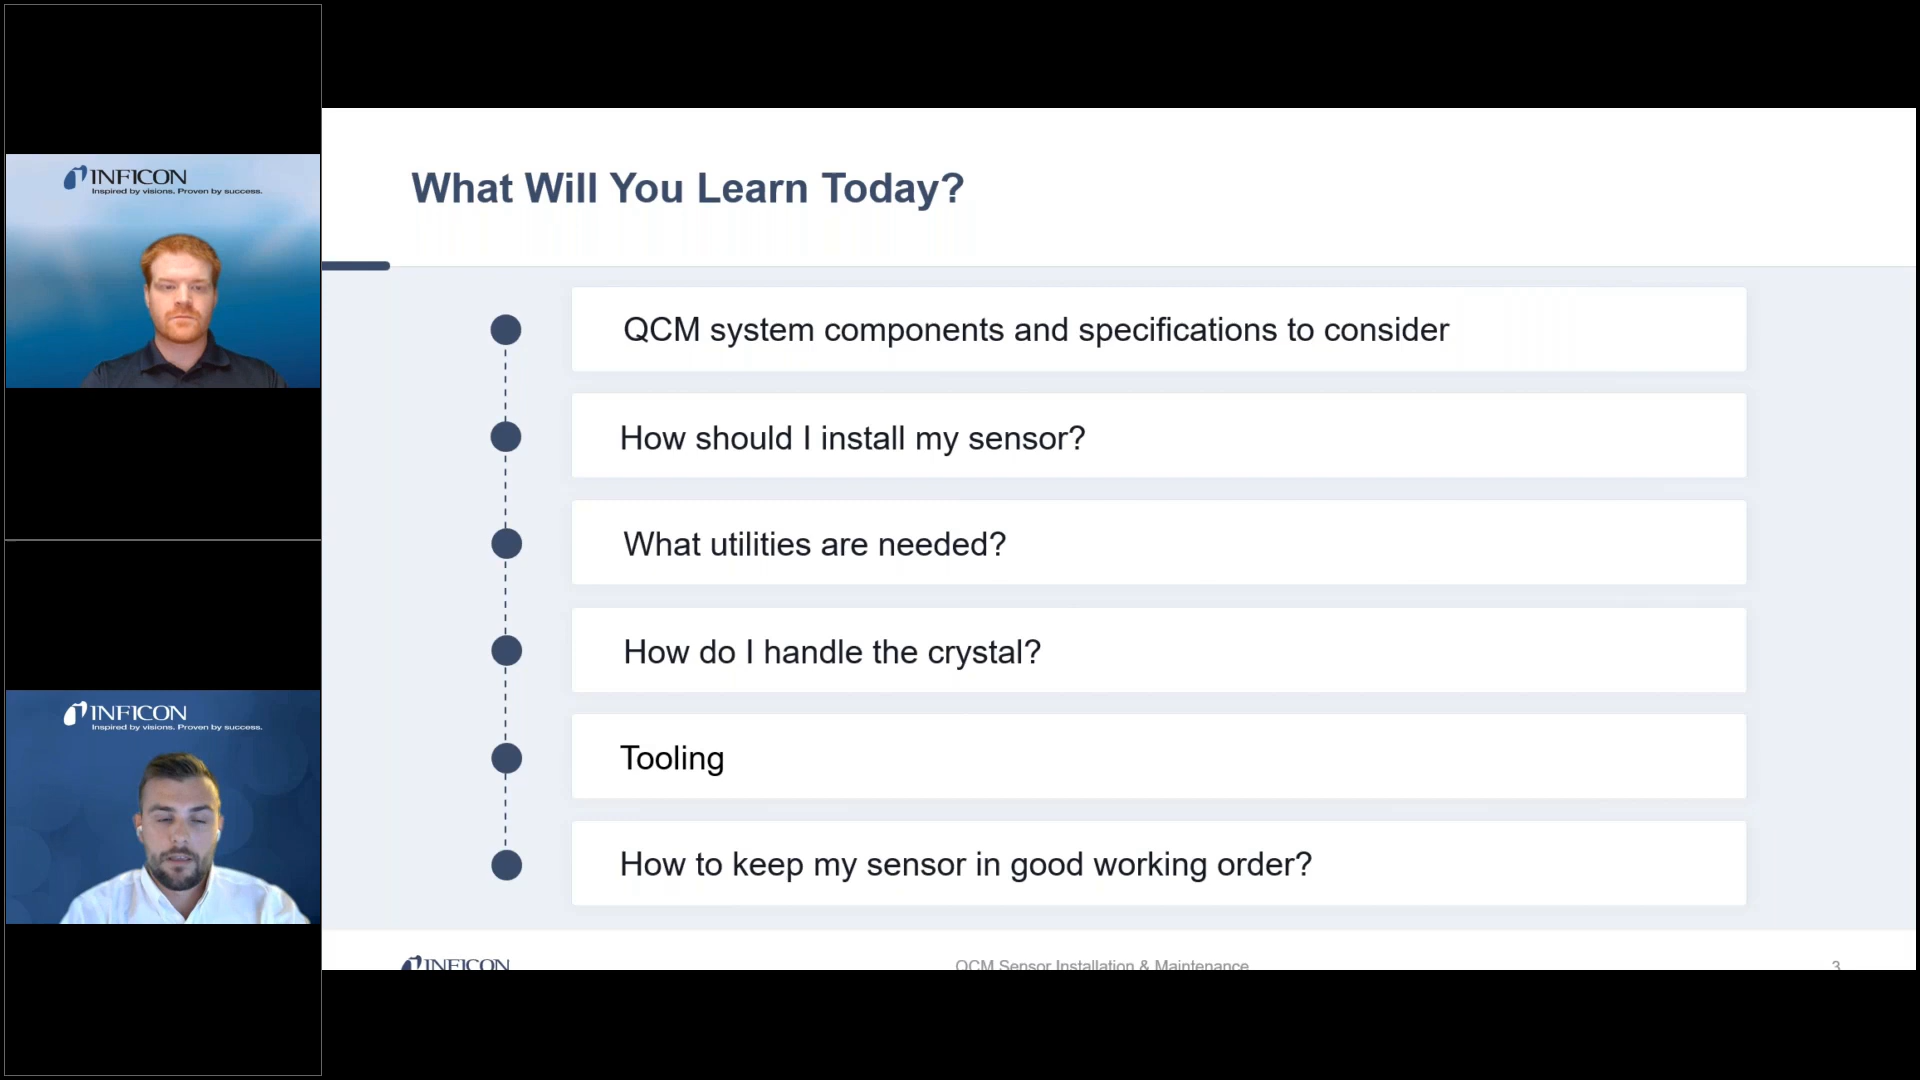 INFICON
Inspired by visions. Proven by success.
INFICON
Inspired by visions. Proven by success.
What Will You Learn Today?
QCM system components and specifications to consider
How should I install my sensor?
What utilities are needed?
How do I handle the crystal?
Tooling
How to keep my sensor in good working order?
INFICON
QCM Sensor Installation & Maintenance
3